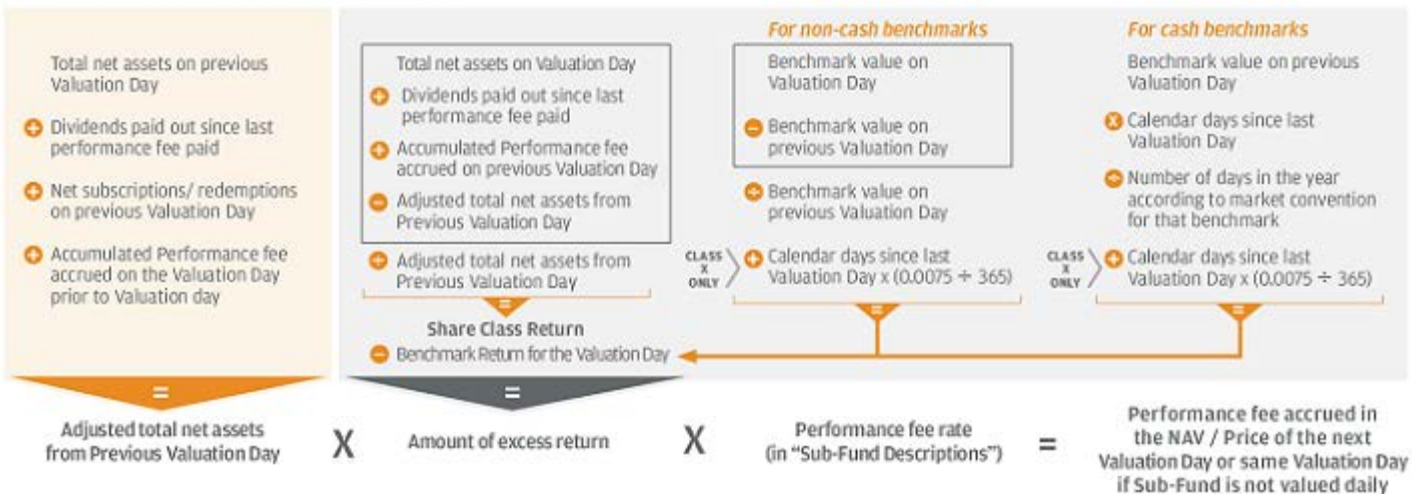 Total net assets on previous
Valuation Day
+ Dividends paid out since last
performance fee paid
+ Net subscriptions/ redemptions
on previous Valuation Day
+ Accumulated Performance fee
accrued on the Valuation Day
prior to Valuation day
=
Adjusted total net assets
from Previous Valuation Day
X
Total net assets on Valuation Day
+ Dividends paid out since last
performance fee paid
+ Accumulated Performance fee
accrued on previous Valuation Day
− Adjusted total net assets from
Previous Valuation Day
÷ Adjusted total net assets from
Previous Valuation Day
=
Share Class Return
− Benchmark Return for the Valuation Day
=
Amount of excess return
For non-cash benchmarks
Benchmark value on
Valuation Day
− Benchmark value on
previous Valuation Day
÷ Benchmark value on
previous Valuation Day
CLASS
X
ONLY
+ Calendar days since last
Valuation Day x (0.0075 ÷ 365)
=
For cash benchmarks
Benchmark value on previous
Valuation Day
x Calendar days since last
Valuation Day
÷ Number of days in the year
according to market convention
for that benchmark
CLASS
X
ONLY
+ Calendar days since last
Valuation Day x (0.0075 ÷ 365)
=
X
Performance fee rate
(in “Sub-Fund Descriptions”)
=
Performance fee accrued in
the NAV / Price of the next
Valuation Day or same Valuation Day
if Sub-Fund is not valued daily